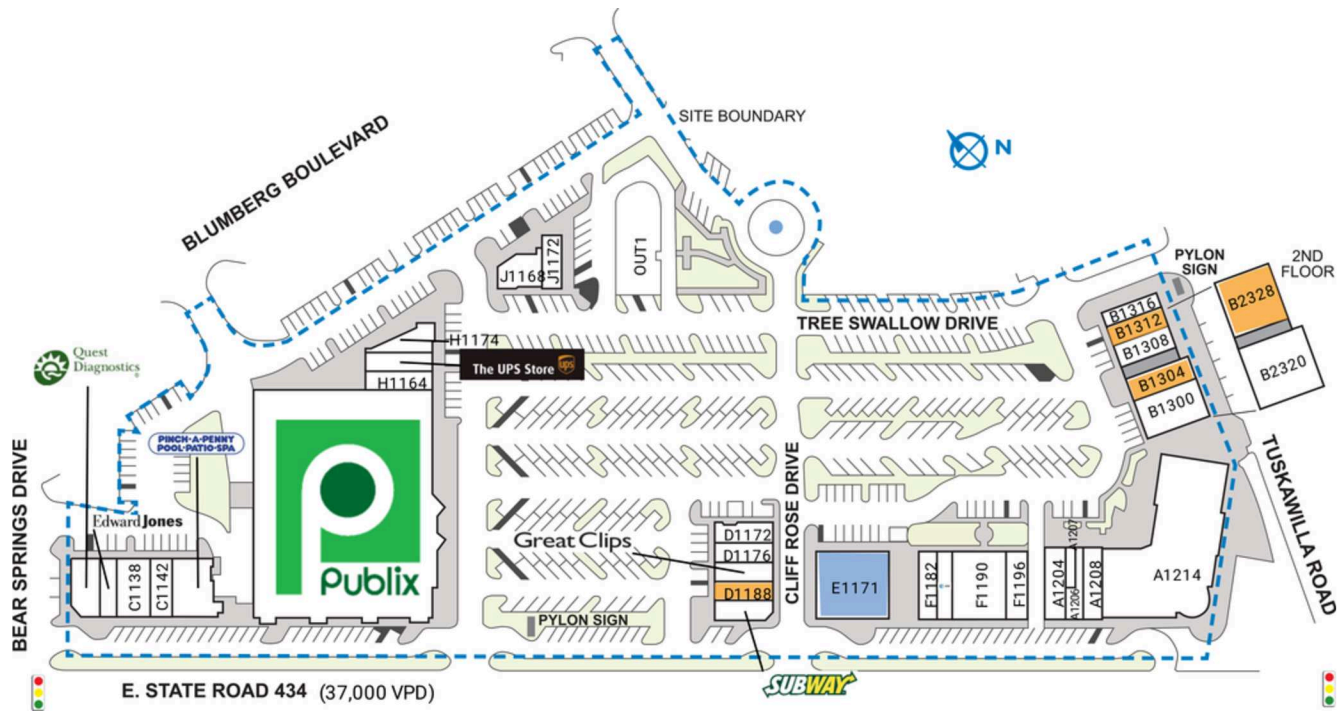 SITE BOUNDARY
BLUMBERG BOULEVARD
N
PYLON
SIGN
2ND
FLOOR
J1168
J1172
OUT1
B2328
B2320
B1316
B1312
B1308
B1304
B1300
TREE SWALLOW DRIVE
H1174
The UPS Store
ups
H1164
Quest
Diagnostics®
PINCH-A-PENNY
POOL-PATIO-SPA
BEAR SPRINGS DRIVE
Edward Jones
C1138
C1142
Publix
Great Clips
D1172
D1176
D1188
CLIFF ROSE DRIVE
E1171
F1182
F1190
F1196
A1204
A1206
A1207
A1208
A1214
TUSKAWILLA ROAD
PYLON SIGN
SUBWAY
E. STATE ROAD 434 (37,000 VPD)